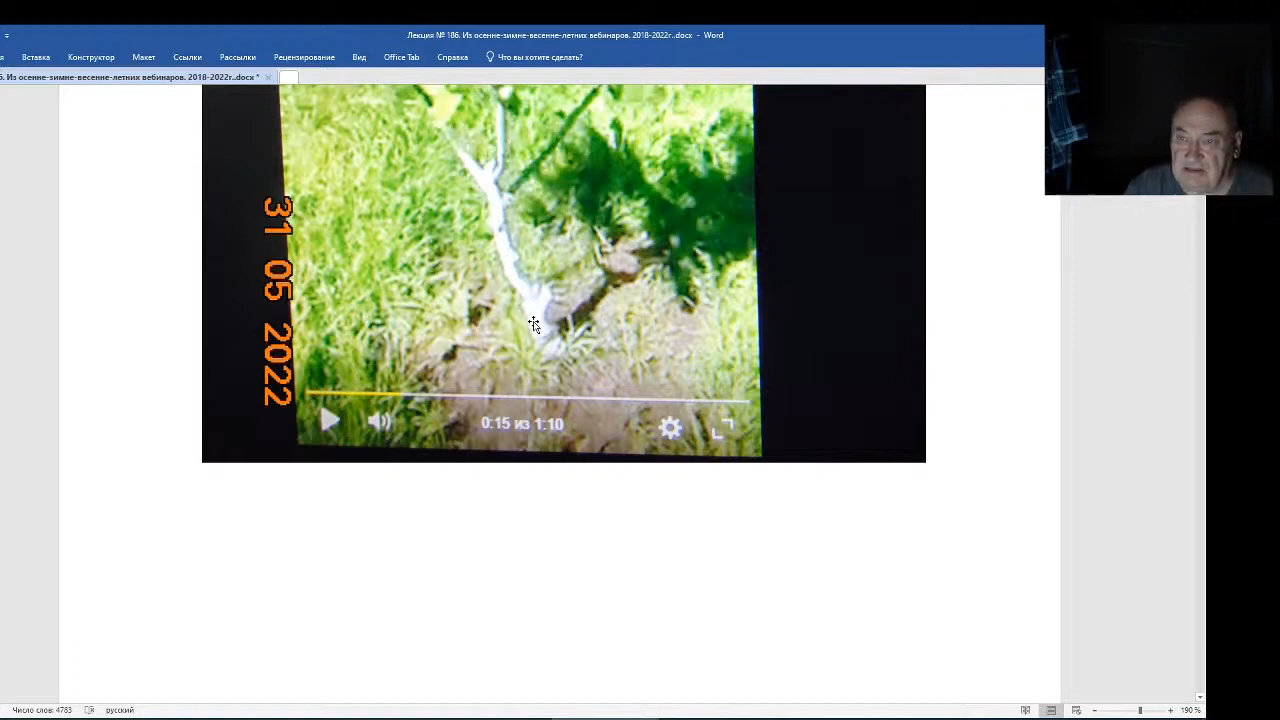 Лекция № 186. Из осенне-зимне-весенне-летних вебинаров. 2018-2022г..docx - Word
я Вставка Конструктор Макет Ссылки Рассылки Рецензирование Вид Office Tab Справка Что вы хотите сделать?
6. Из осенне-зимне-весенне-летних вебинаров. 2018-2022г..docx *
31 05 2022
0:15 из 1:10
Число слов: 4783 русский
190 %